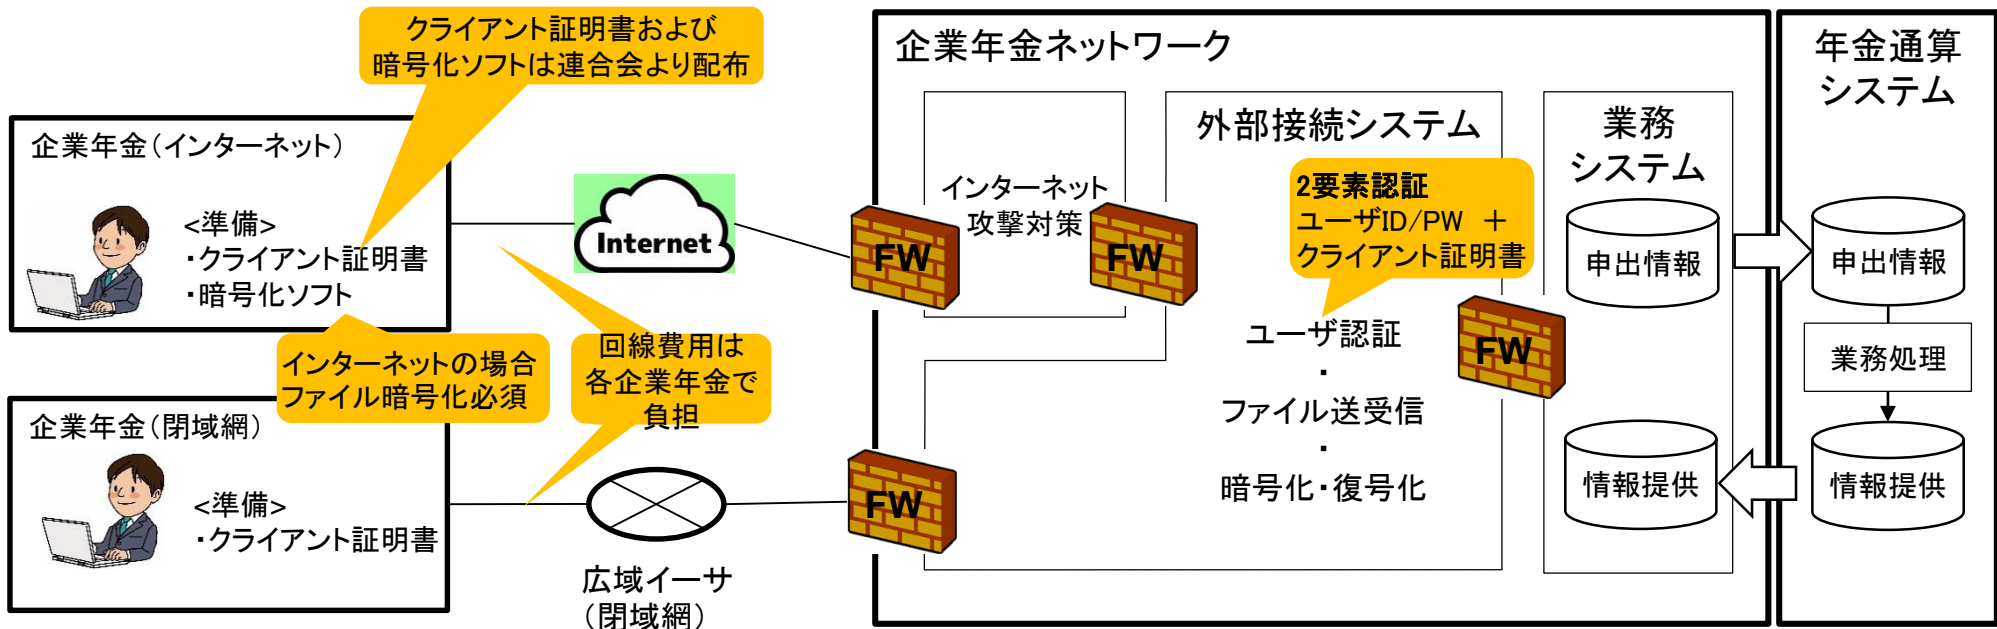 クライアント証明書および
暗号化ソフトは連合会より配布
企業年金(インターネット)
<準備>
・クライアント証明書
・暗号化ソフト
インターネットの場合
ファイル暗号化必須
回線費用は
各企業年金で
負担
企業年金(閉域網)
<準備>
・クライアント証明書
Internet
広域イーサ
(閉域網)
企業年金ネットワーク
インターネット
攻撃対策
FW
FW
FW
FW
外部接続システム
2要素認証
ユーザID/PW +
クライアント証明書
ユーザ認証
・
ファイル送受信
・
暗号化・復号化
業務
システム
申出情報
情報提供
年金通算
システム
申出情報
業務処理
情報提供